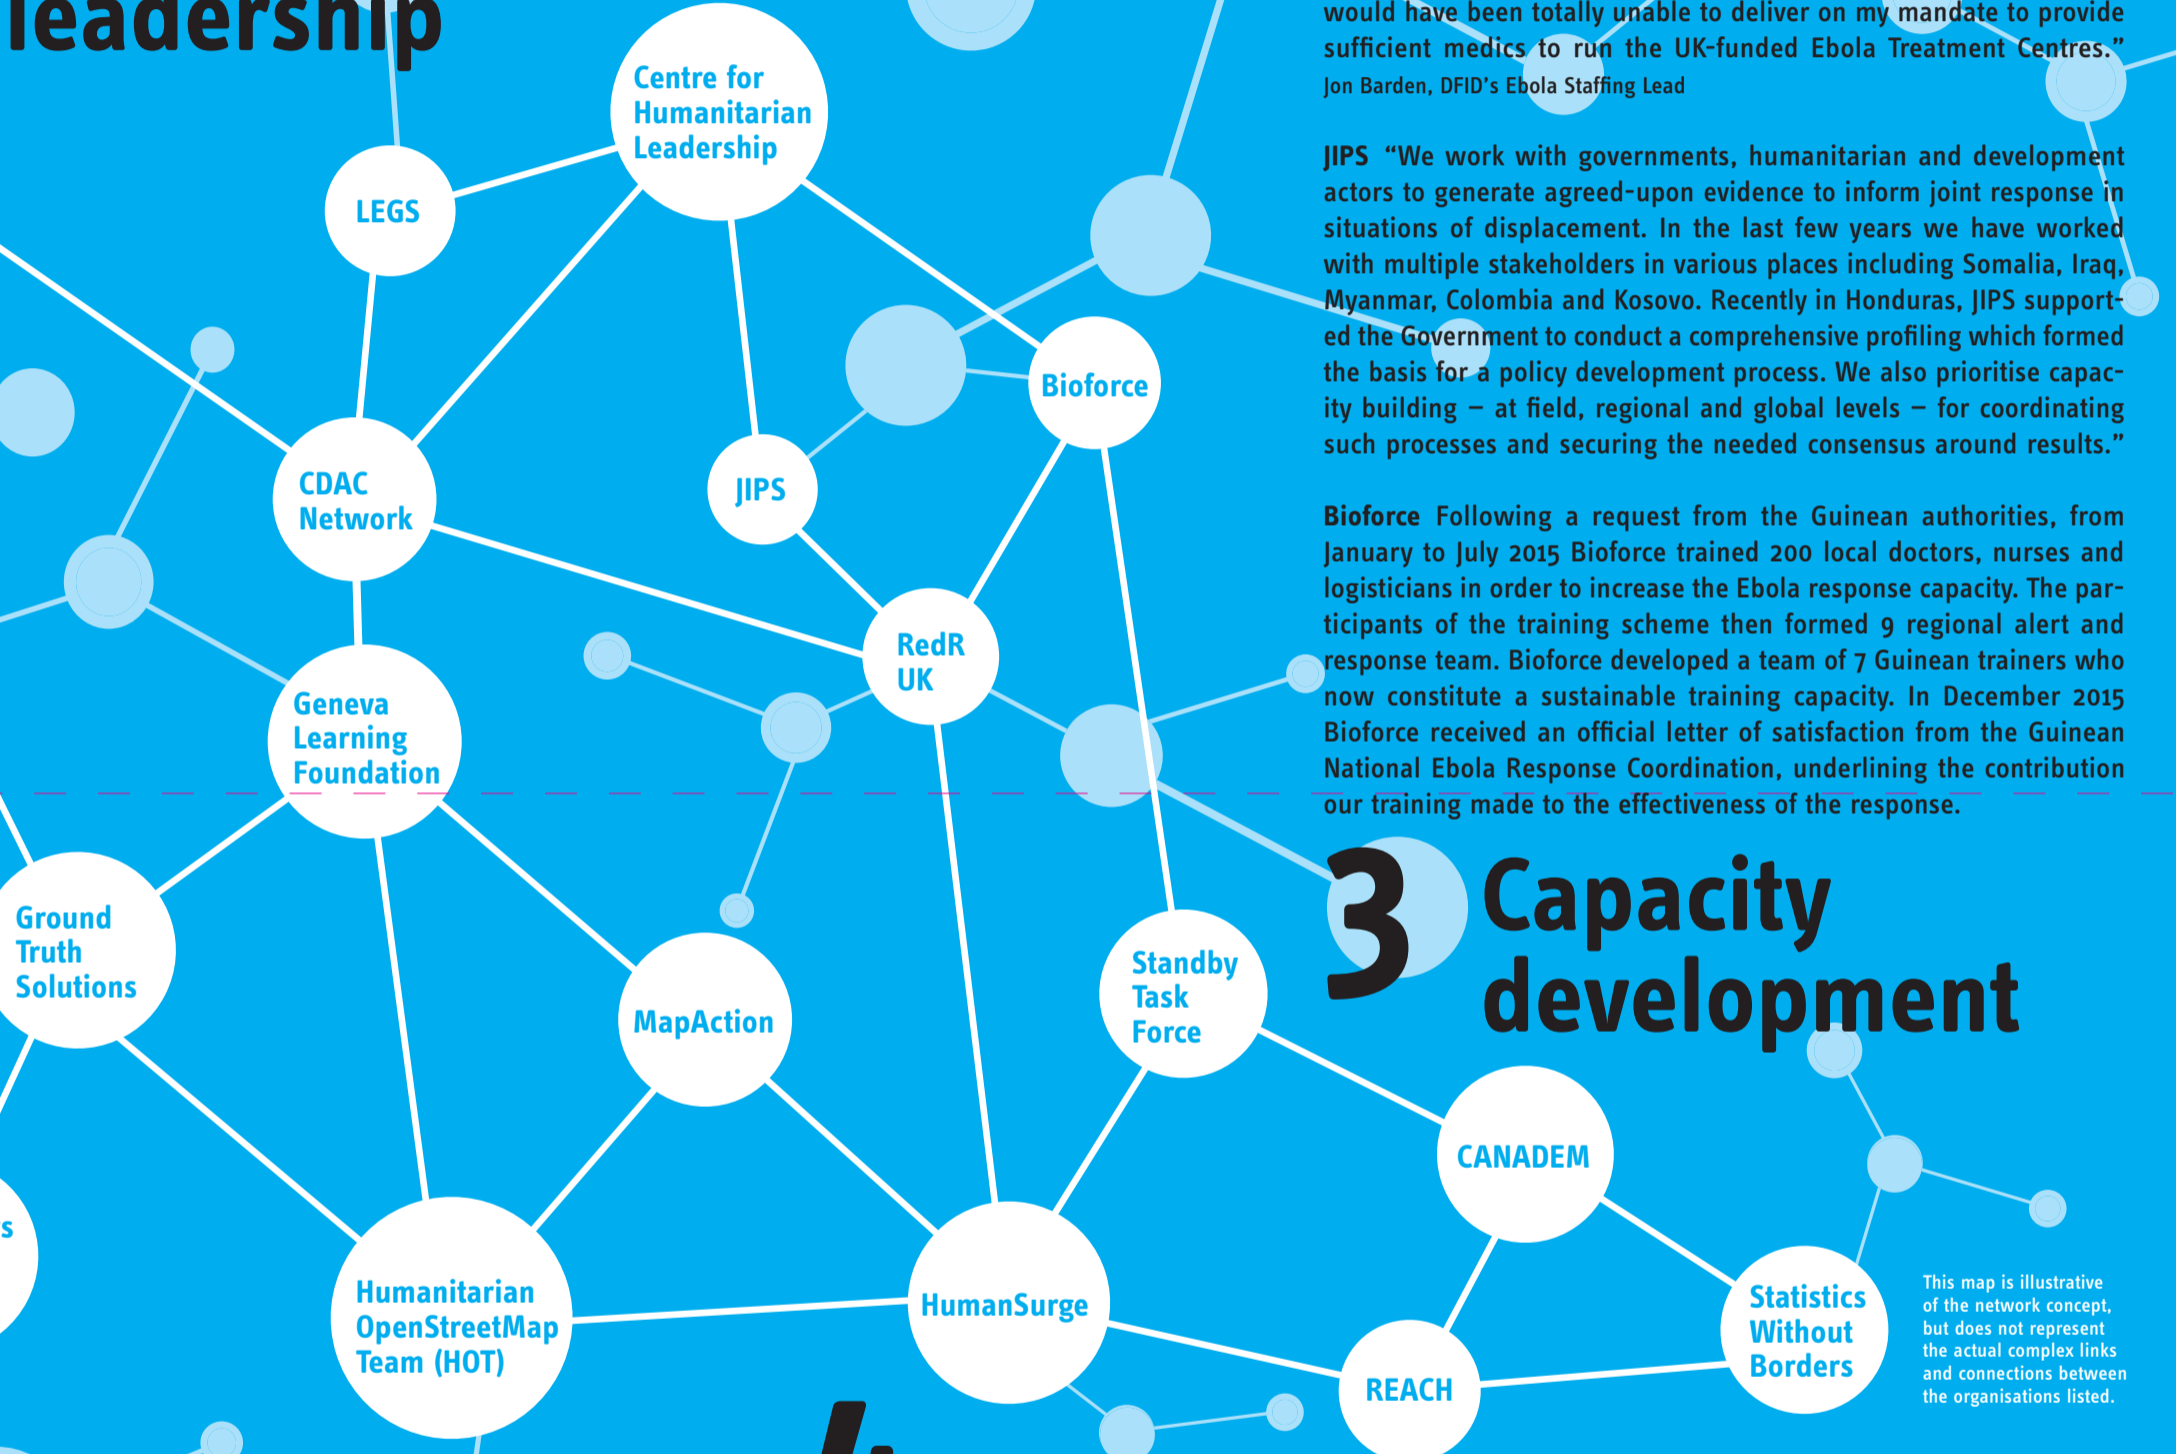 leadership
Centre for
Humanitarian
Leadership
LEGS
Bioforce
CDAC
Network
JIPS
RedR
UK
Geneva
Learning
Foundation
Ground
Truth
Solutions
MapAction
Standby
Task
Force
CANADEM
s
Humanitarian
OpenStreetMap
Team (HOT)
HumanSurge
REACH
Statistics
Without
Borders
would have been totally unable to deliver on my mandate to provide
sufficient medics to run the UK-funded Ebola Treatment Centres.”
Jon Barden, DFID’s Ebola Staffing Lead
JIPS “We work with governments, humanitarian and development
actors to generate agreed-upon evidence to inform joint response in
situations of displacement. In the last few years we have worked
with multiple stakeholders in various places including Somalia, Iraq,
Myanmar, Colombia and Kosovo. Recently in Honduras, JIPS support-
ed the Government to conduct a comprehensive profiling which formed
the basis for a policy development process. We also prioritise capac-
ity building – at field, regional and global levels – for coordinating
such processes and securing the needed consensus around results.”
Bioforce Following a request from the Guinean authorities, from
January to July 2015 Bioforce trained 200 local doctors, nurses and
logisticians in order to increase the Ebola response capacity. The par-
ticipants of the training scheme then formed 9 regional alert and
response team. Bioforce developed a team of 7 Guinean trainers who
now constitute a sustainable training capacity. In December 2015
Bioforce received an official letter of satisfaction from the Guinean
National Ebola Response Coordination, underlining the contribution
our training made to the effectiveness of the response.
3 Capacity
development
This map is illustrative
of the network concept,
but does not represent
the actual complex links
and connections between
the organisations listed.
4